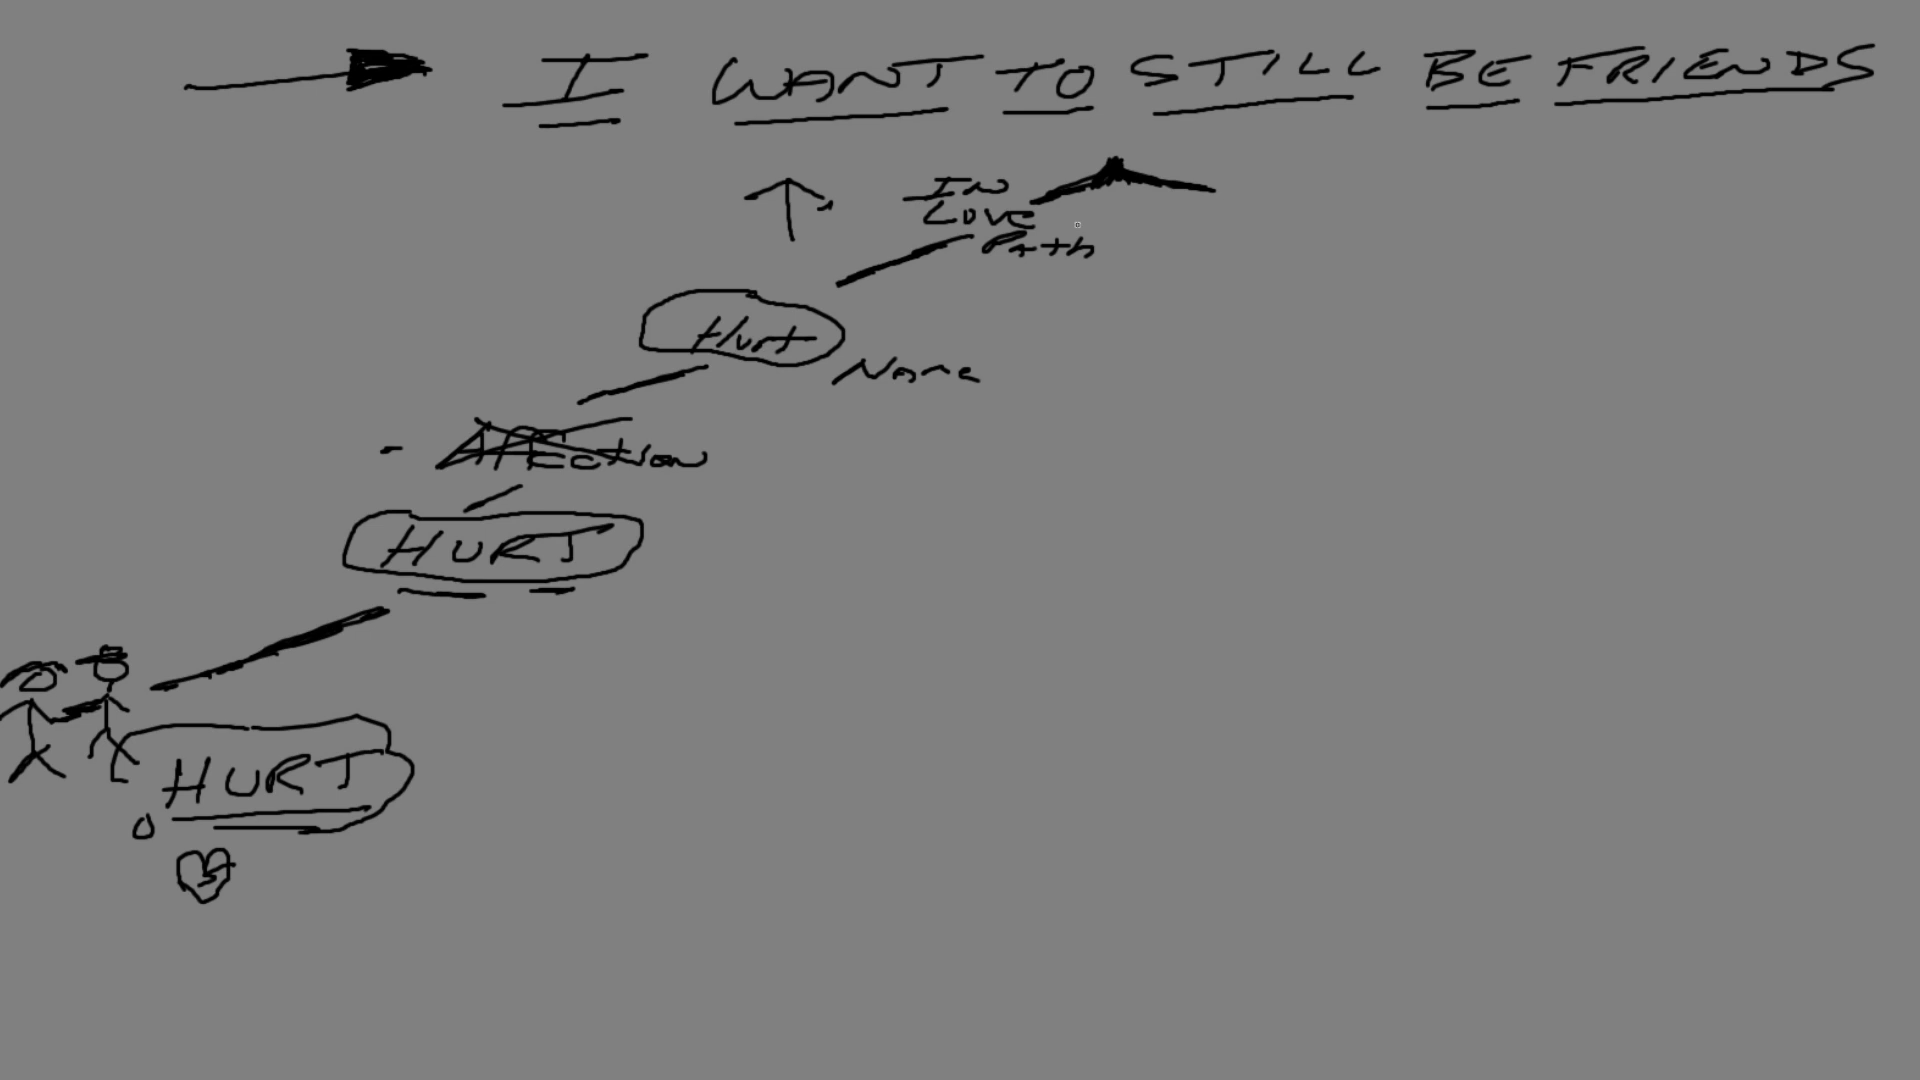 I WANT TO STILL BE FRIENDS
IN
LOVE
Path
Hurt
Name
- Affection
HURT
HURT